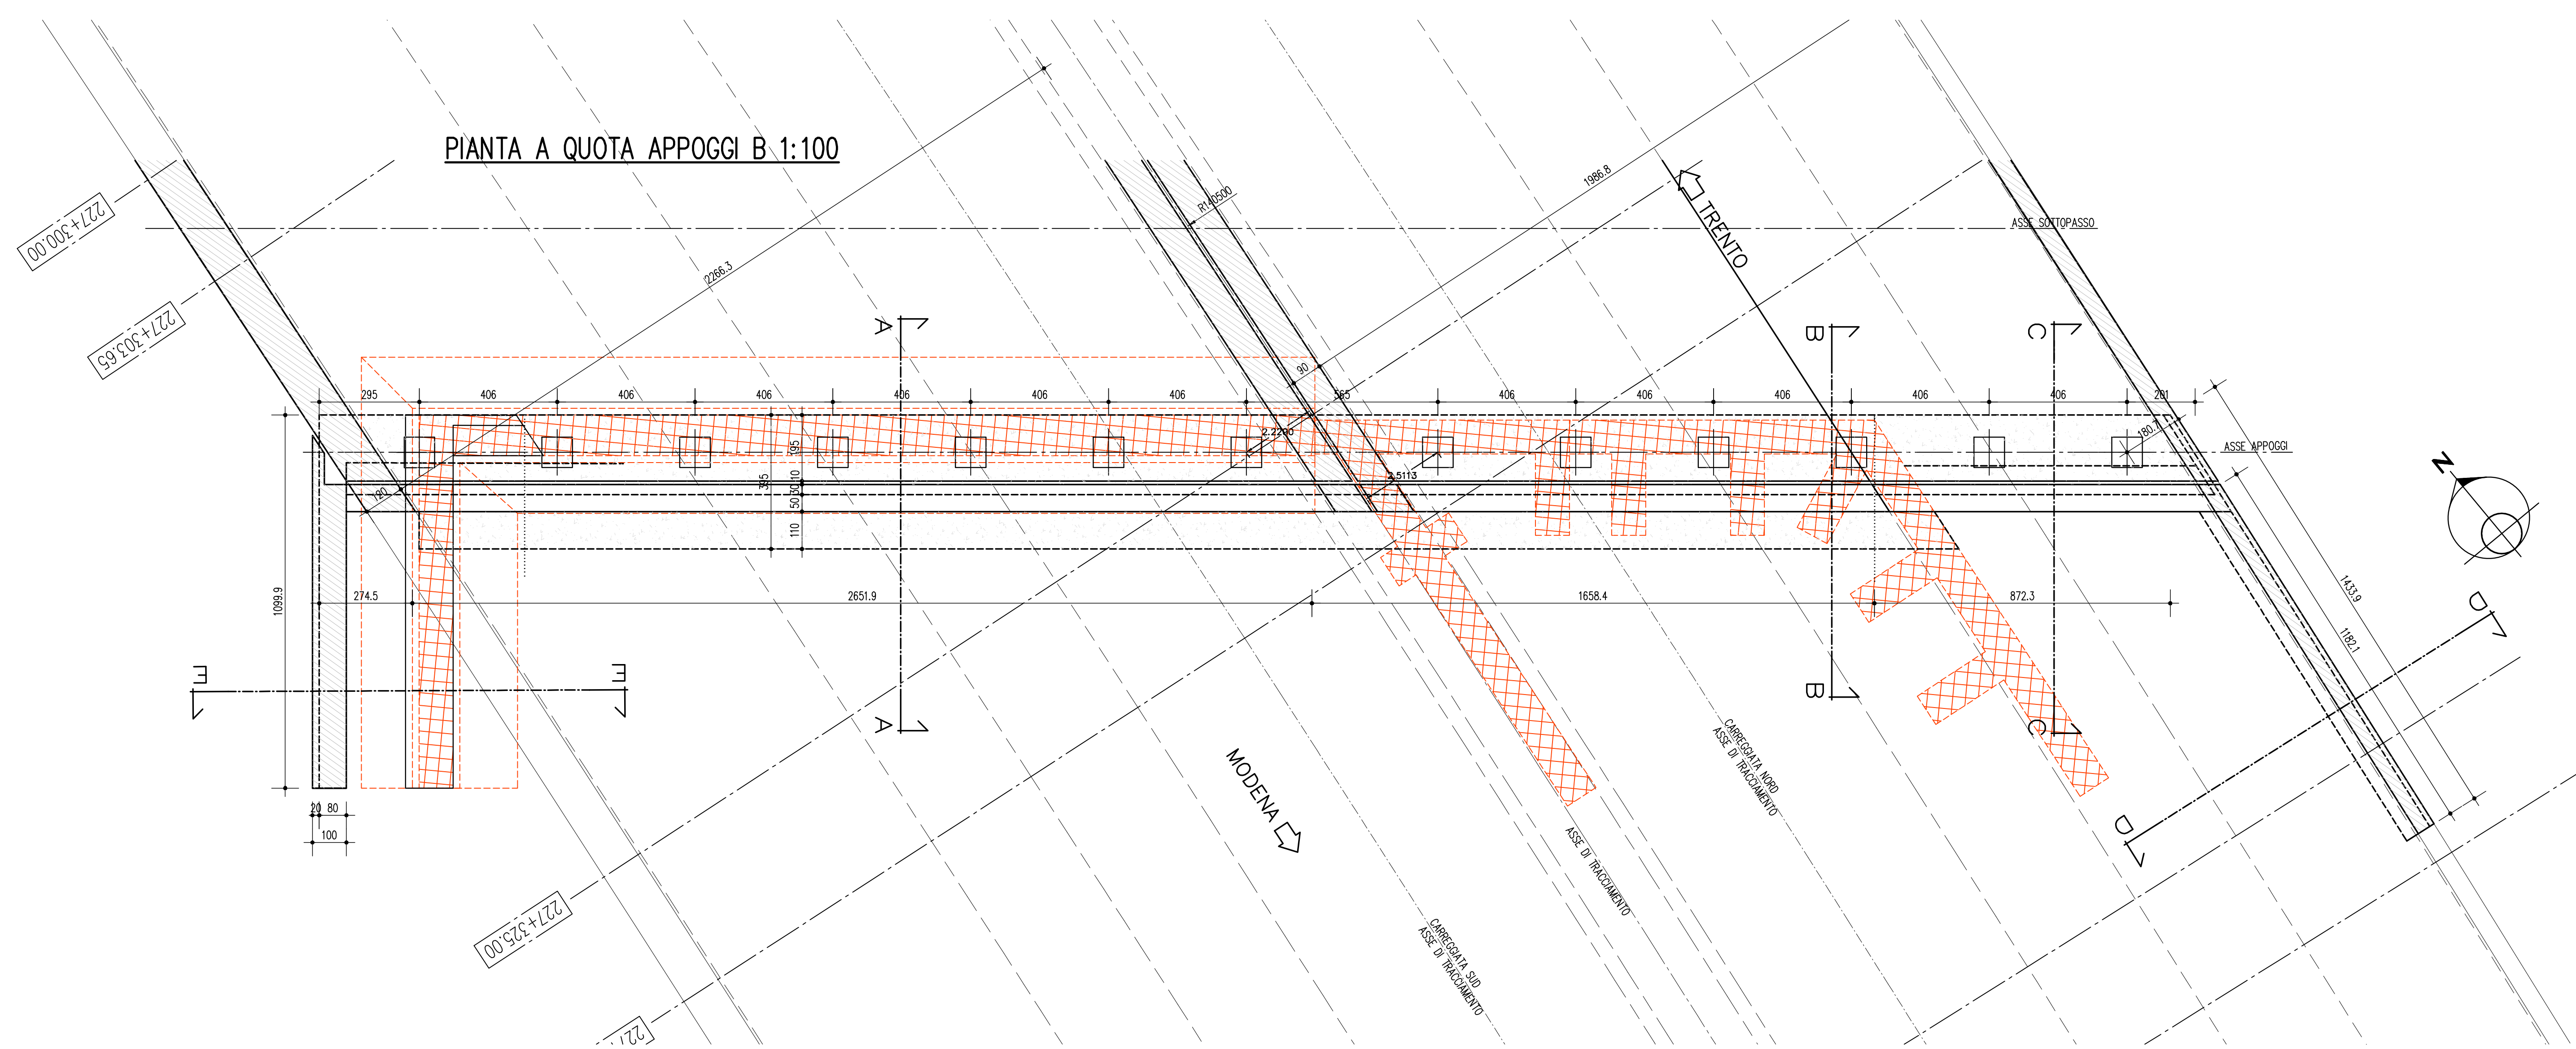 PIANTA A QUOTA APPOGGI B 1:100
227+300.00
227+303.65
2266.3
R140500
1986.8
TRENTO
ASSE SOTTOPASSO
A
B
C
90
295
406
406
406
406
406
406
565
406
406
406
406
406
201
180.7
ASSE APPOGGI
N
2.2200
2.5113
120
195
10
30
50
110
395
1099.9
274.5
2651.9
1658.4
872.3
1433.9
1182.1
D
E
E
B
A
C
D
20
80
100
MODENA
CARREGGIATA NORD
ASSE DI TRACCIAMENTO
ASSE DI TRACCIAMENTO
CARREGGIATA SUD
ASSE DI TRACCIAMENTO
227+325.00